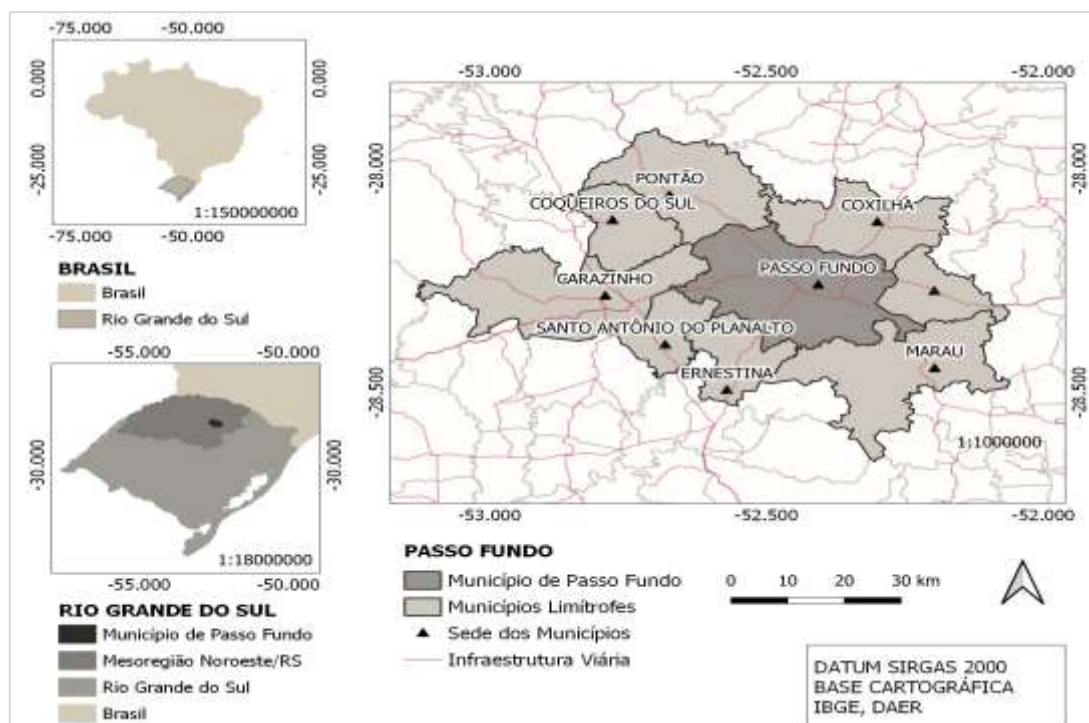 -75.000 -50.000
0.000 0.000
-25.000 -25.000
1:150000000
-75.000 -50.000
BRASIL
Brasil
Rio Grande do Sul
-55.000 -50.000
-30.000 -30.000
1:18000000
-55.000 -50.000
RIO GRANDE DO SUL
Município de Passo Fundo
Mesoregião Noroeste/RS
Rio Grande do Sul
Brasil
-53.000 -52.500 -52.000
-28.000 -28.000
PONTÃO
COQUEIROS DO SUL
COXILHA
CARAZINHO
PASSO FUNDO
SANTO ANTÔNIO DO PLANALTO
ERNESTINA
MARAU
-28.500 -28.500
1:1000000
-53.000 -52.500 -52.000
PASSO FUNDO
Município de Passo Fundo
Municípios Limítrofes
Sede dos Municípios
Infraestrutura Viária
0 10 20 30 km
DATUM SIRGAS 2000
BASE CARTOGRÁFICA
IBGE, DAER